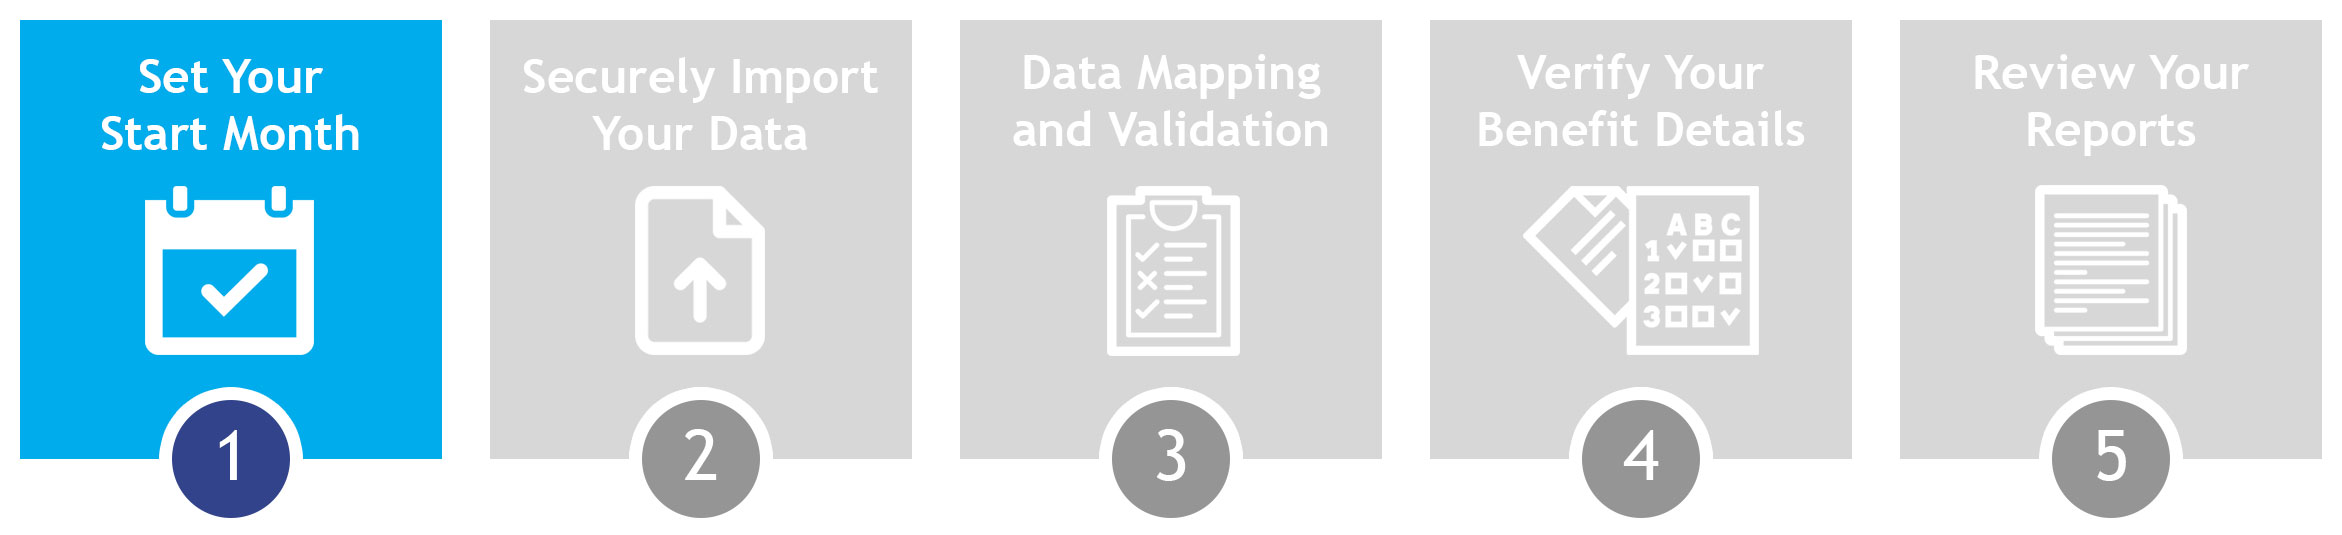 Set Your
Start Month
1
Securely Import
Your Data
2
Data Mapping
and Validation
3
Verify Your
Benefit Details
A B C
1
2
3
4
Review Your
Reports
5